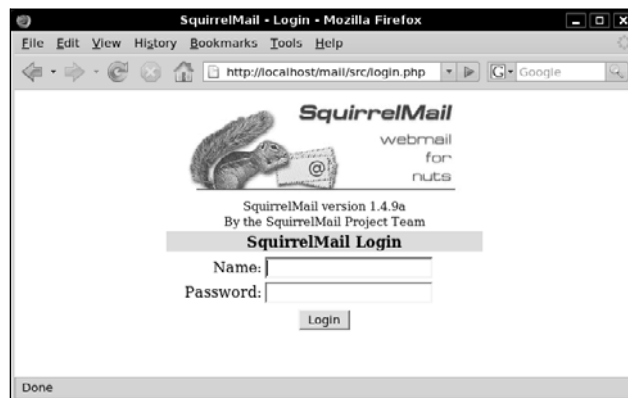 SquirrelMail - Login - Mozilla Firefox
File Edit View History Bookmarks Tools Help
http://localhost/mail/src/login.php
G Google
SquirrelMail
webmail
for
nuts
@
SquirrelMail version 1.4.9a
By the SquirrelMail Project Team
SquirrelMail Login
Name:
Password:
Login
Done